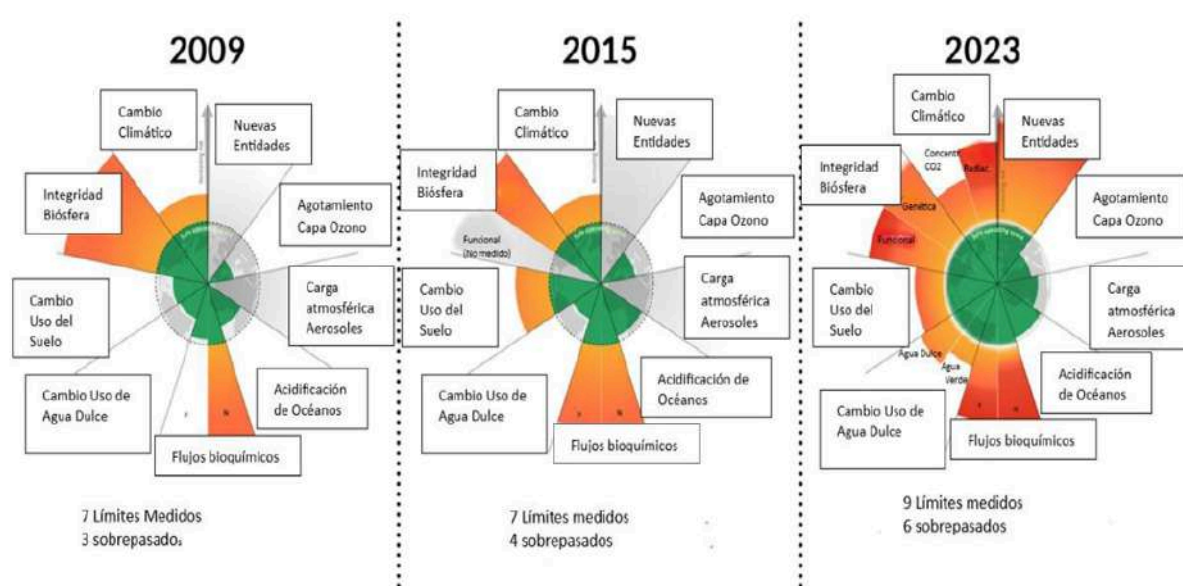 2009
Cambio
Climático
Nuevas
Entidades
Integridad
Biósfera
Agotamiento
Capa Ozono
Cambio
Uso del
Suelo
Carga
atmosférica
Aerosoles
Cambio Uso de
Agua Dulce
Acidificación
de Océanos
P
N
Flujos bioquímicos
7 Límites Medidos
3 sobrepasados
2015
Cambio
Climático
Nuevas
Entidades
Integridad
Biósfera
Agotamiento
Capa Ozono
Funcional
(No medido)
Cambio
Uso del
Suelo
Carga
atmosférica
Aerosoles
Cambio Uso de
Agua Dulce
Acidificación de
Océanos
P
N
Flujos bioquímicos
7 Límites medidos
4 sobrepasados
2023
Cambio
Climático
Nuevas
Entidades
Concentr.
CO2
Radiac.
Integridad
Biósfera
Genética
Agotamiento
Capa Ozono
Funcional
Cambio
Uso del
Suelo
Carga
atmosférica
Aerosoles
Agua Dulce
Agua
Verde
Cambio Uso de
Agua Dulce
Acidificación
de Océanos
Flujos bioquímicos
9 Límites medidos
6 sobrepasados